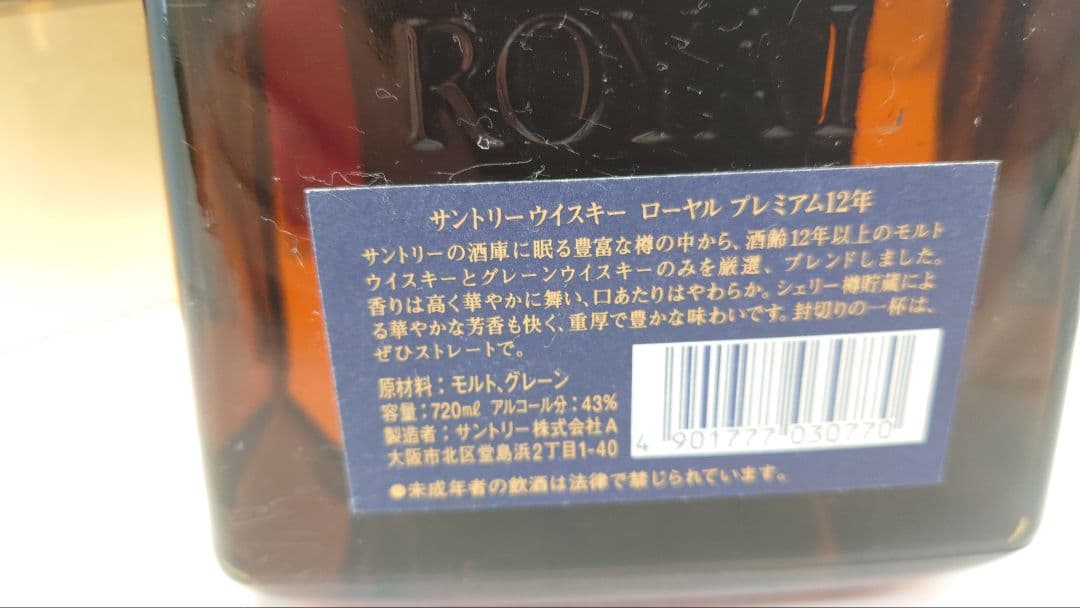 ROYAL
サントリーウイスキー ローヤル プレミアム12年
サントリーの酒庫に眠る豊富な樽の中から、酒齢12年以上のモルト
ウイスキーとグレーンウイスキーのみを厳選、ブレンドしました。
香りは高く華やかに舞い、口あたりはやわらか。シェリー樽貯蔵によ
る華やかな芳香も快く、重厚で豊かな味わいです。封切りの一杯は、
ぜひストレートで。
原材料：モルト、グレーン
容量：720㎖ アルコール分：43%
製造者：サントリー株式会社A
大阪市北区堂島浜2丁目1-40
4 901777 030770
●未成年者の飲酒は法律で禁じられています。